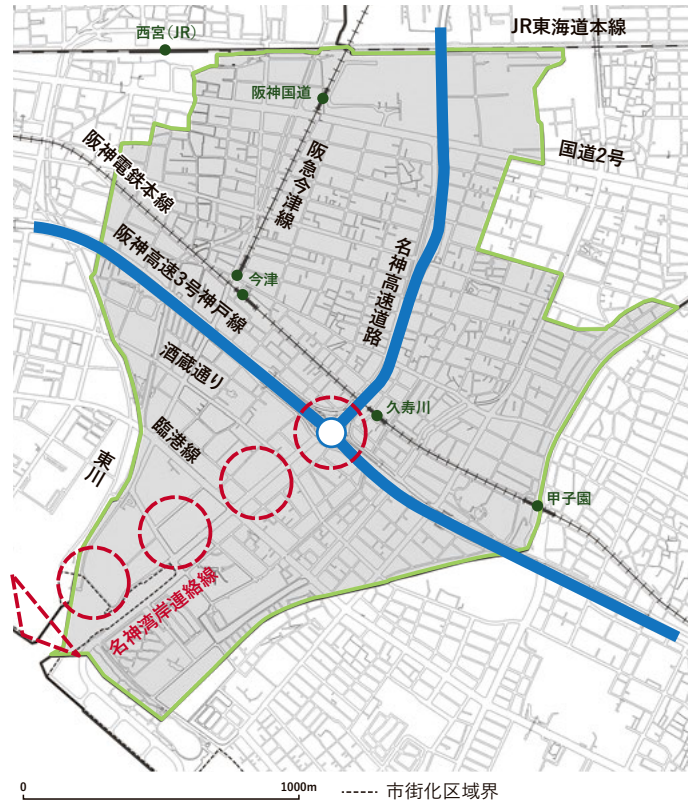 JR東海道本線
西宮(JR)
阪神国道
国道2号
阪神電鉄本線
阪急今津線
名神高速道路
今津
阪神高速3号神戸線
酒蔵通り
久寿川
臨港線
東川
甲子園
名神湾岸連絡線
0
1000m
市街化区域界